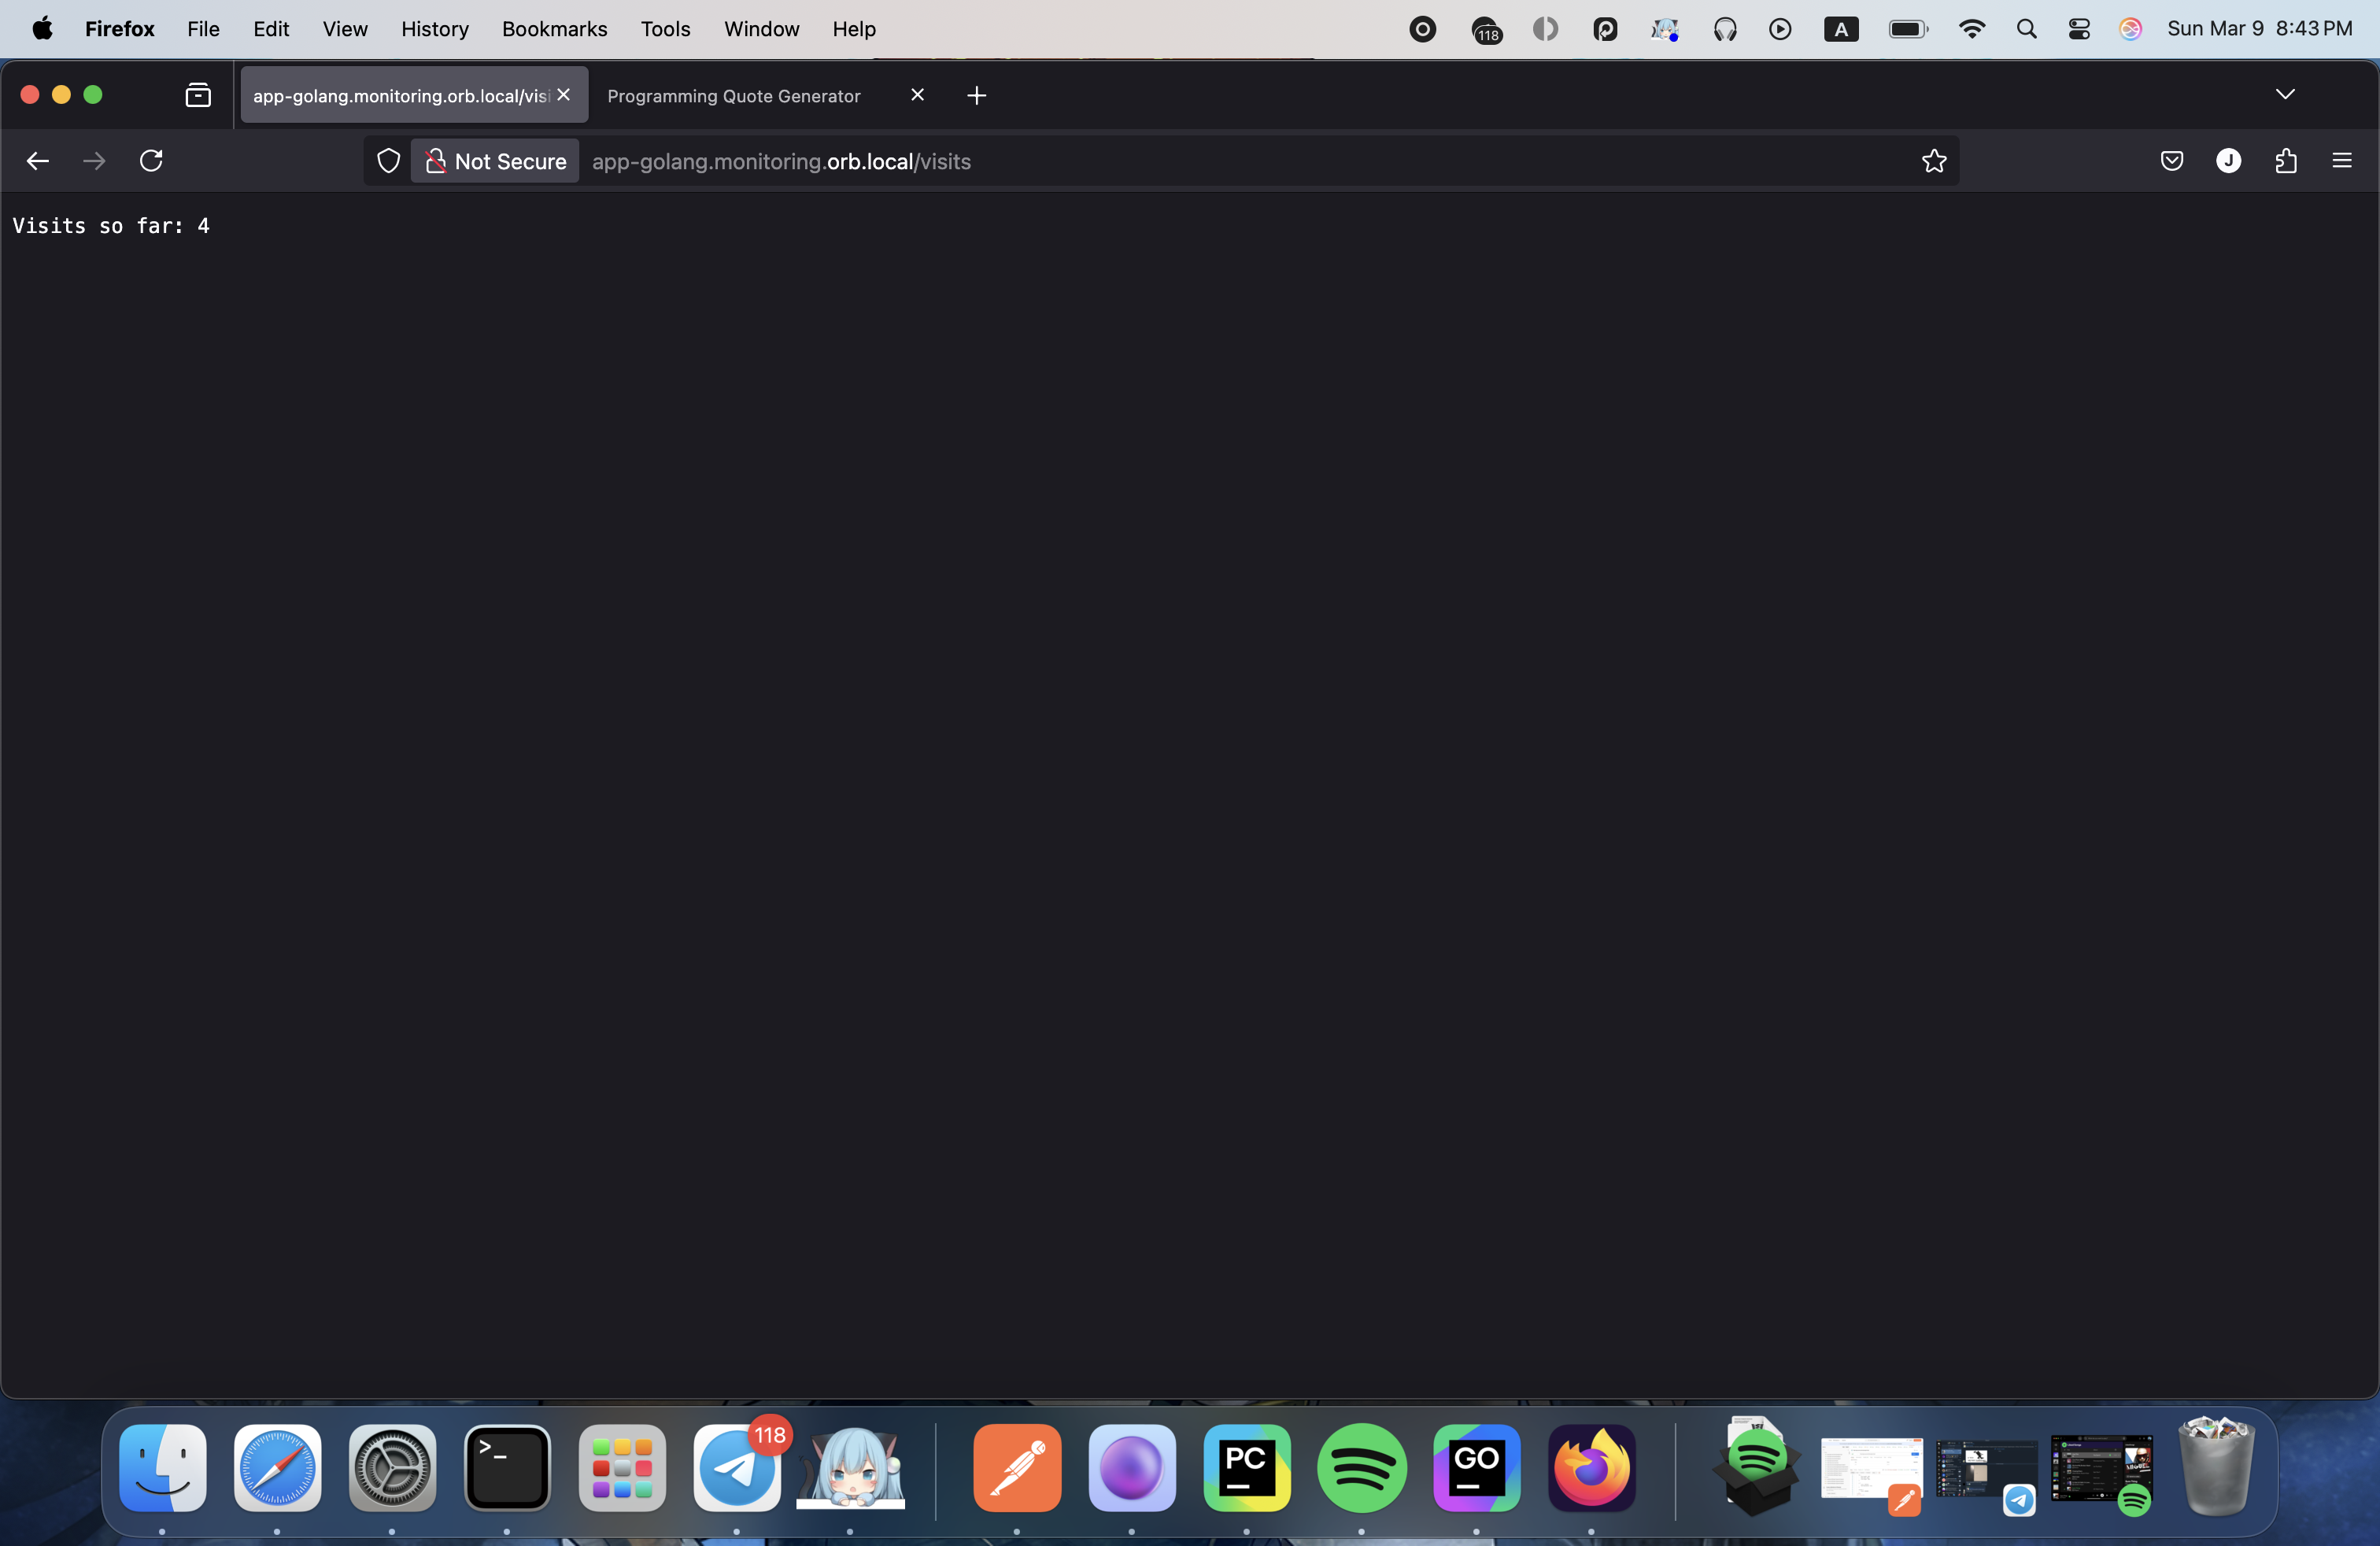 Firefox File Edit View History Bookmarks Tools Window Help 118 A Sun Mar 9 8:43 PM
app-golang.monitoring.orb.local/visi Programming Quote Generator
J
Not Secure app-golang.monitoring.orb.local/visits
Visits so far: 4
118
>_
PC
GO